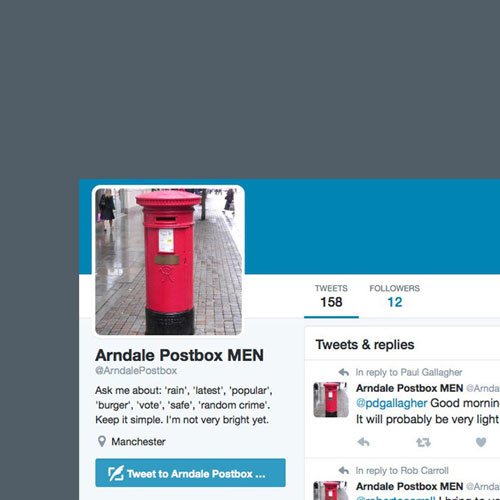 TWEETS
158
FOLLOWERS
12
Arndale Postbox MEN
@ArndalePostbox
Ask me about: 'rain', 'latest', 'popular',
'burger', 'vote', 'safe', 'random crime'.
Keep it simple. I'm not very bright yet.
Manchester
Tweet to Arndale Postbox ...
Tweets & replies
In reply to Paul Gallagher
Arndale Postbox MEN @Arnda
@pdgallagher Good mornin
It will probably be very light
In reply to Rob Carroll
Arndale Postbox MEN @Arnda